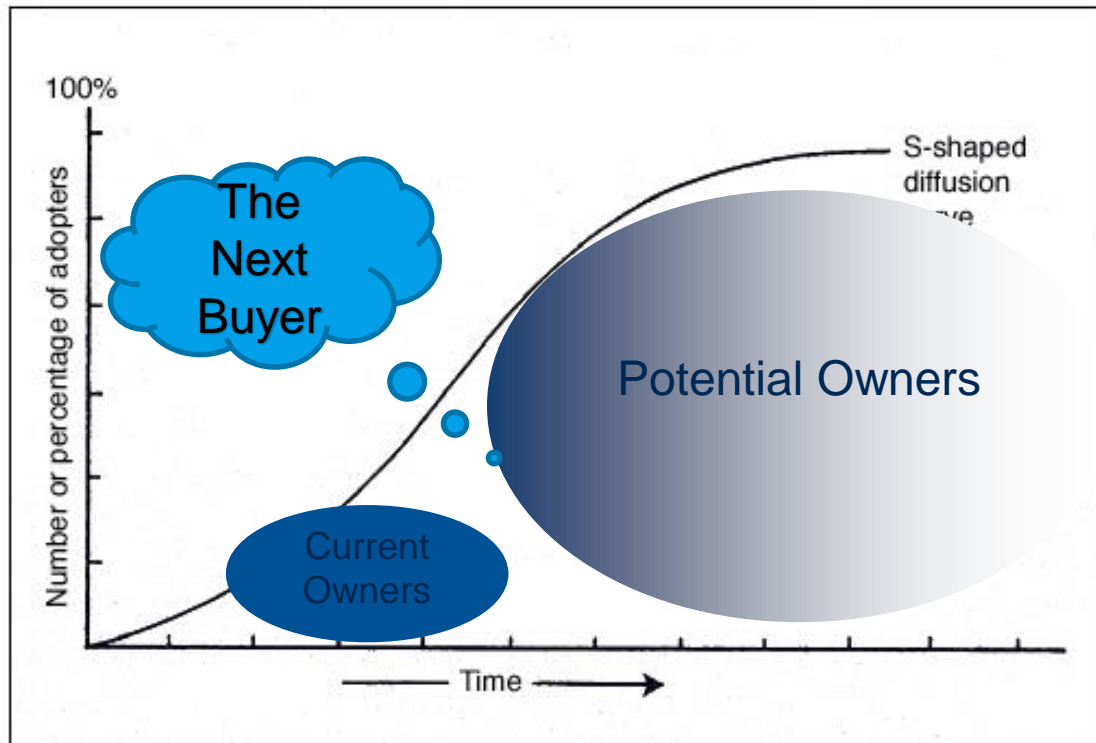 100%
Number or percentage of adopters
The
Next
Buyer
S-shaped
diffusion
Potential Owners
Current
Owners
Time